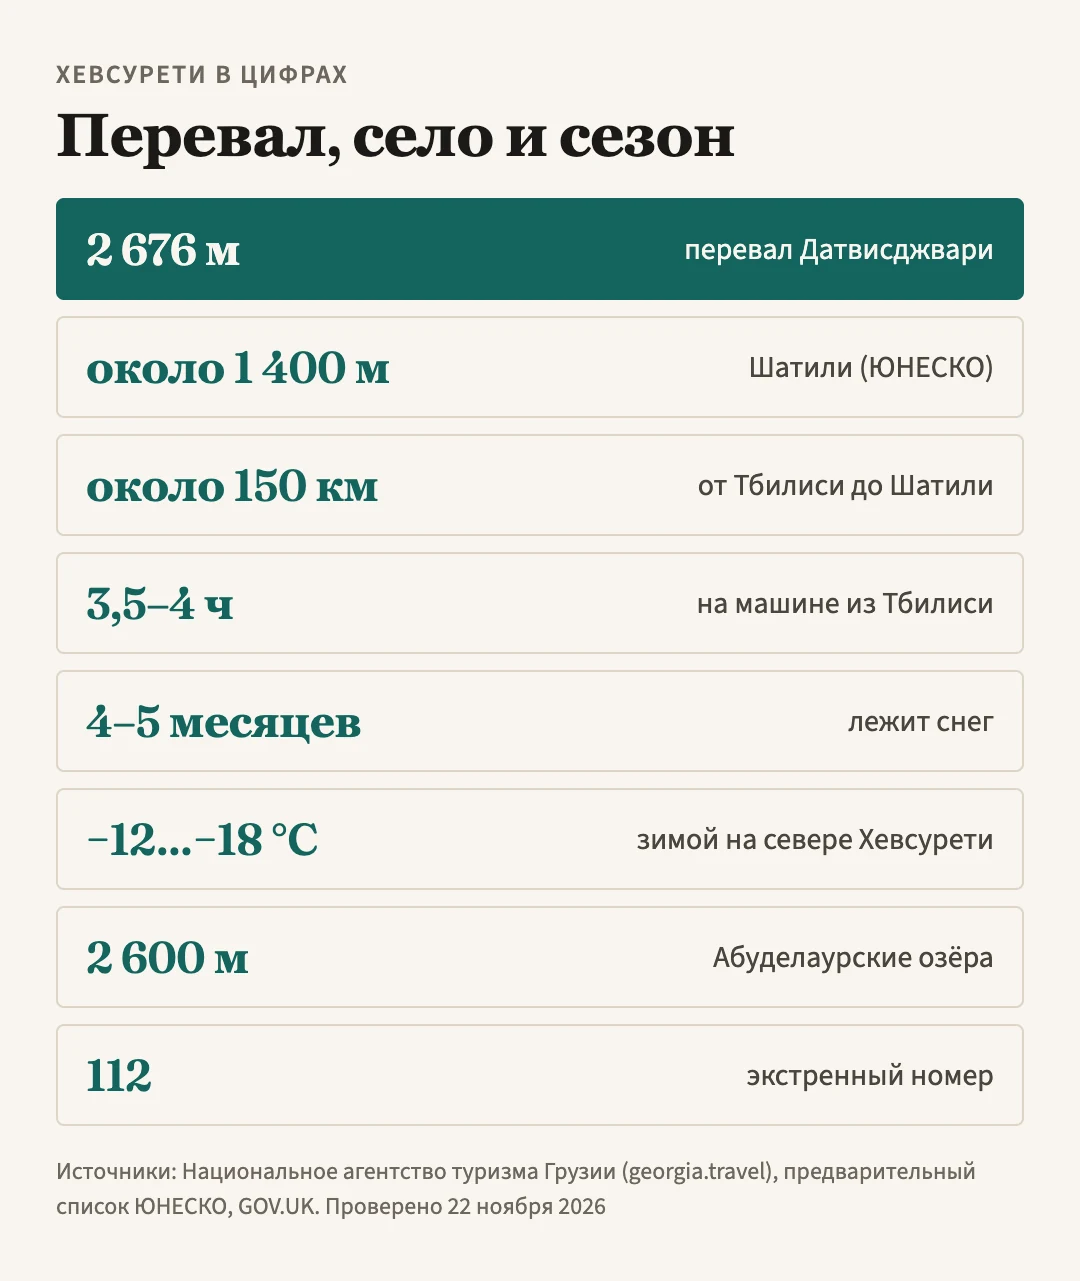 ХЕВСУРЕТИ В ЦИФРАХ
Перевал, село и сезон
2 676 м перевал Датвисджвари
около 1 400 м Шатили (ЮНЕСКО)
около 150 км от Тбилиси до Шатили
3,5–4 ч на машине из Тбилиси
4–5 месяцев лежит снег
−12…−18 °C зимой на севере Хевсурети
2 600 м Абуделаурские озёра
112 экстренный номер
Источники: Национальное агентство туризма Грузии (georgia.travel), предварительный
список ЮНЕСКО, GOV.UK. Проверено 22 ноября 2026